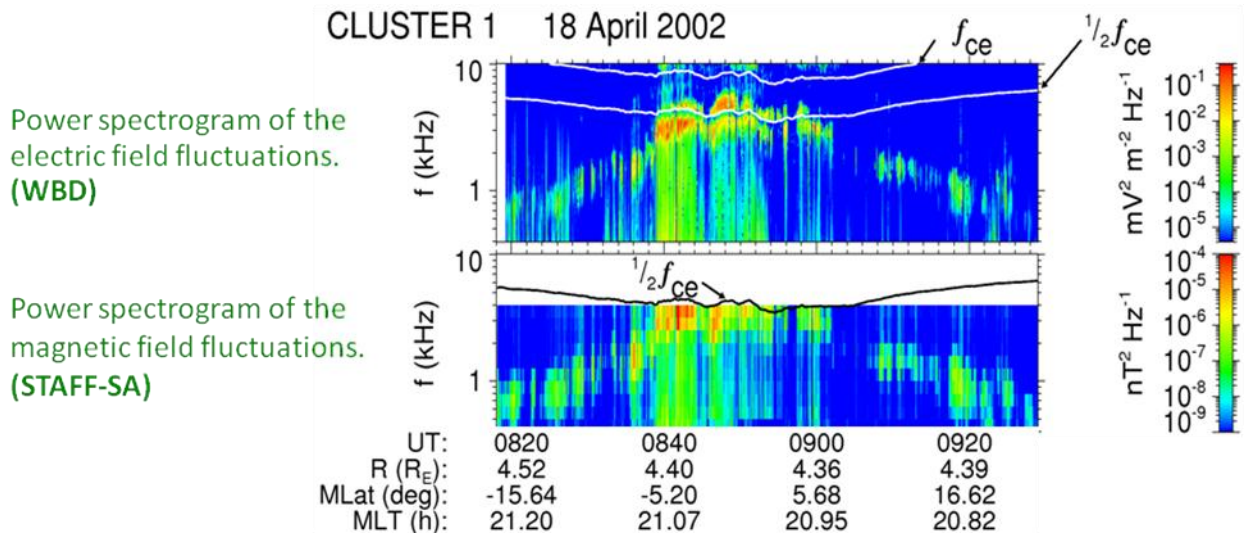 CLUSTER 1 18 April 2002
f_ce
½f_ce
Power spectrogram of the
electric field fluctuations.
(WBD)
f (kHz)
10
1
mV² m⁻² Hz⁻¹
10⁻¹
10⁻²
10⁻³
10⁻⁴
10⁻⁵
Power spectrogram of the
magnetic field fluctuations.
(STAFF-SA)
f (kHz)
10
1
½f_ce
nT² Hz⁻¹
10⁻⁴
10⁻⁵
10⁻⁶
10⁻⁷
10⁻⁸
10⁻⁹
UT: 0820 0840 0900 0920
R (R_E): 4.52 4.40 4.36 4.39
MLat (deg): -15.64 -5.20 5.68 16.62
MLT (h): 21.20 21.07 20.95 20.82